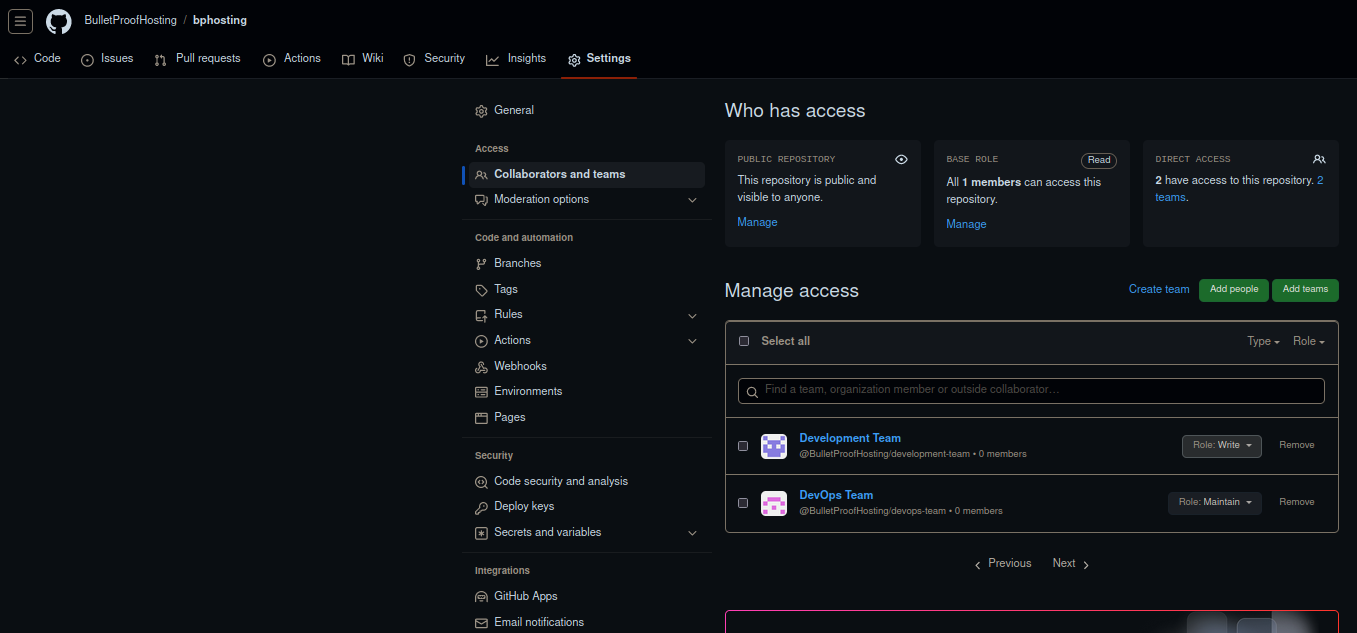 BulletProofHosting / bphosting
Code Issues Pull requests Actions Wiki Security Insights Settings
General
Access
Collaborators and teams
Moderation options
Code and automation
Branches
Tags
Rules
Actions
Webhooks
Environments
Pages
Security
Code security and analysis
Deploy keys
Secrets and variables
Integrations
GitHub Apps
Email notifications
Who has access
PUBLIC REPOSITORY
This repository is public and
visible to anyone.
Manage
BASE ROLE Read
All 1 members can access this
repository.
Manage
DIRECT ACCESS
2 have access to this repository. 2
teams.
Manage access
Create team Add people Add teams
Select all Type Role
Find a team, organization member or outside collaborator…
Development Team
@BulletProofHosting/development-team • 0 members
Role: Write Remove
DevOps Team
@BulletProofHosting/devops-team • 0 members
Role: Maintain Remove
Previous Next